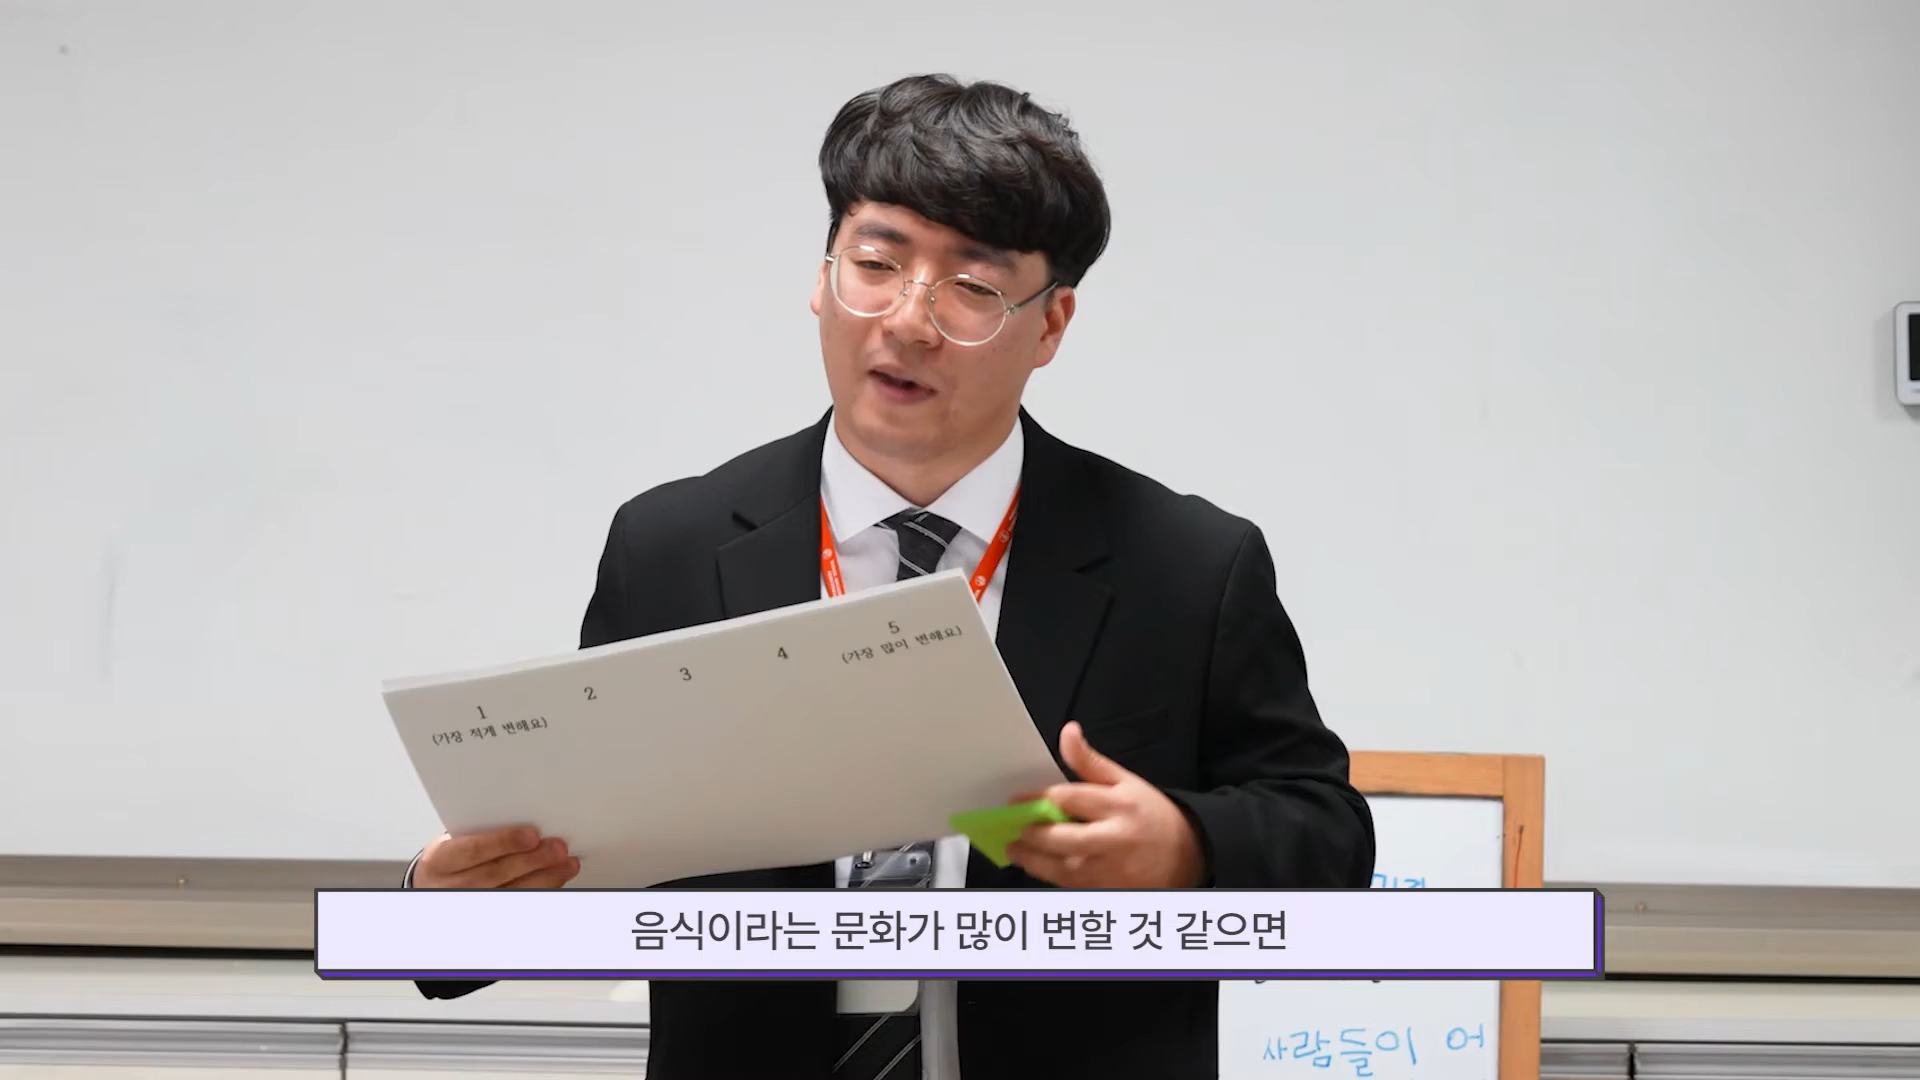 1
(가장 적게 변해요)
2
3
4
5
(가장 많이 변해요)
음식이라는 문화가 많이 변할 것 같으면
사람들이 어